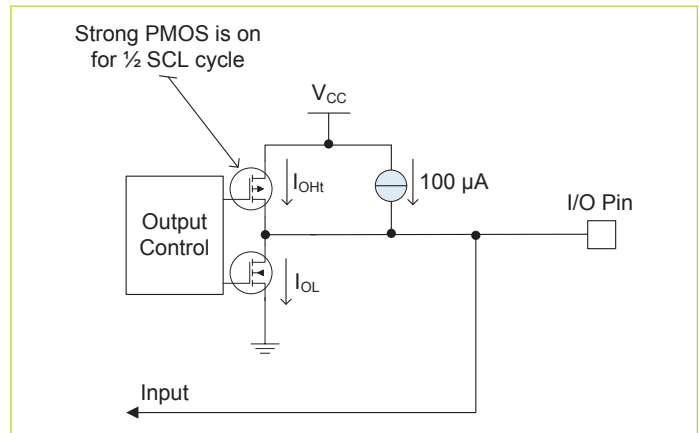 Strong PMOS is on
for ½ SCL cycle
V_CC
I_OHt
100 µA
I/O Pin
Output
Control
I_OL
Input